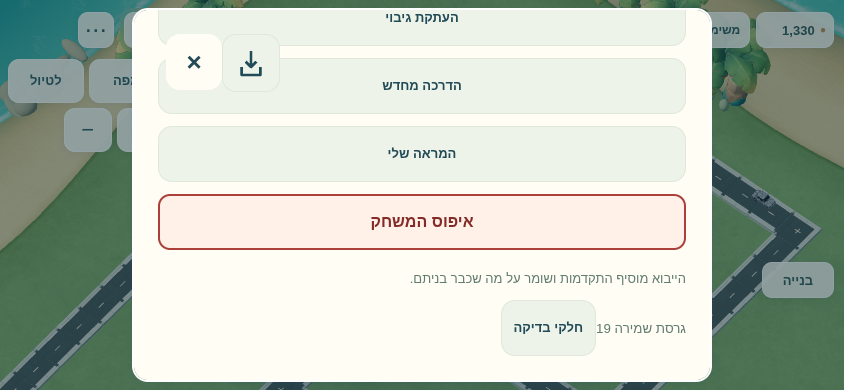 העתקת גיבוי
הדרכה מחדש
המראה שלי
איפוס המשחק
הייבוא מוסיף התקדמות ושומר על מה שכבר בניתם.
גרסת שמירה 19
חלקי בדיקה
1,330
לטיול
בנייה